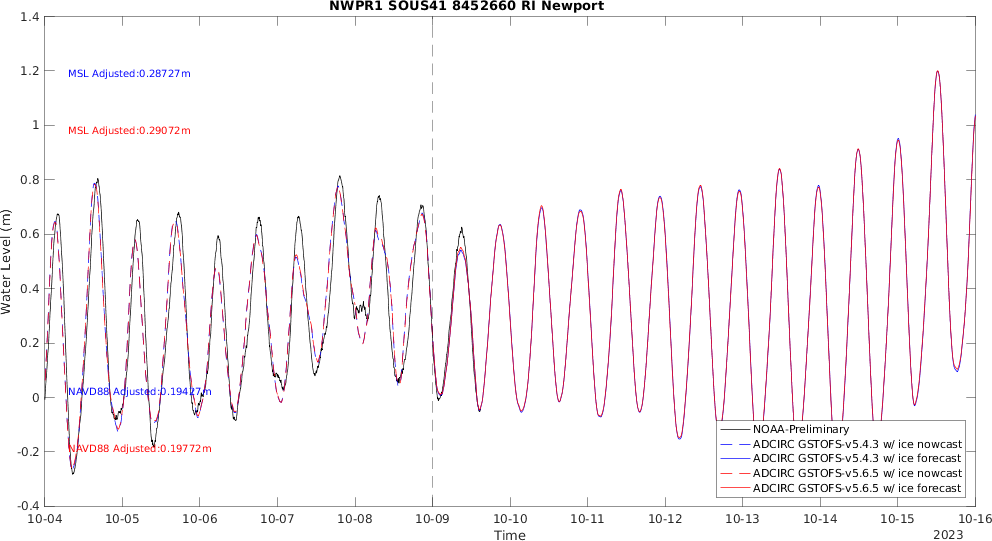 NWPR1 SOUS41 8452660 RI Newport
1.4
1.2
1
0.8
0.6
0.4
0.2
0
-0.2
-0.4
Water Level (m)
MSL Adjusted:0.28727m
MSL Adjusted:0.29072m
NAVD88 Adjusted:0.19427m
NAVD88 Adjusted:0.19772m
NOAA-Preliminary
ADCIRC GSTOFS-v5.4.3 w/ ice nowcast
ADCIRC GSTOFS-v5.4.3 w/ ice forecast
ADCIRC GSTOFS-v5.6.5 w/ ice nowcast
ADCIRC GSTOFS-v5.6.5 w/ ice forecast
10-04 10-05 10-06 10-07 10-08 10-09 10-10 10-11 10-12 10-13 10-14 10-15 10-16
Time
2023